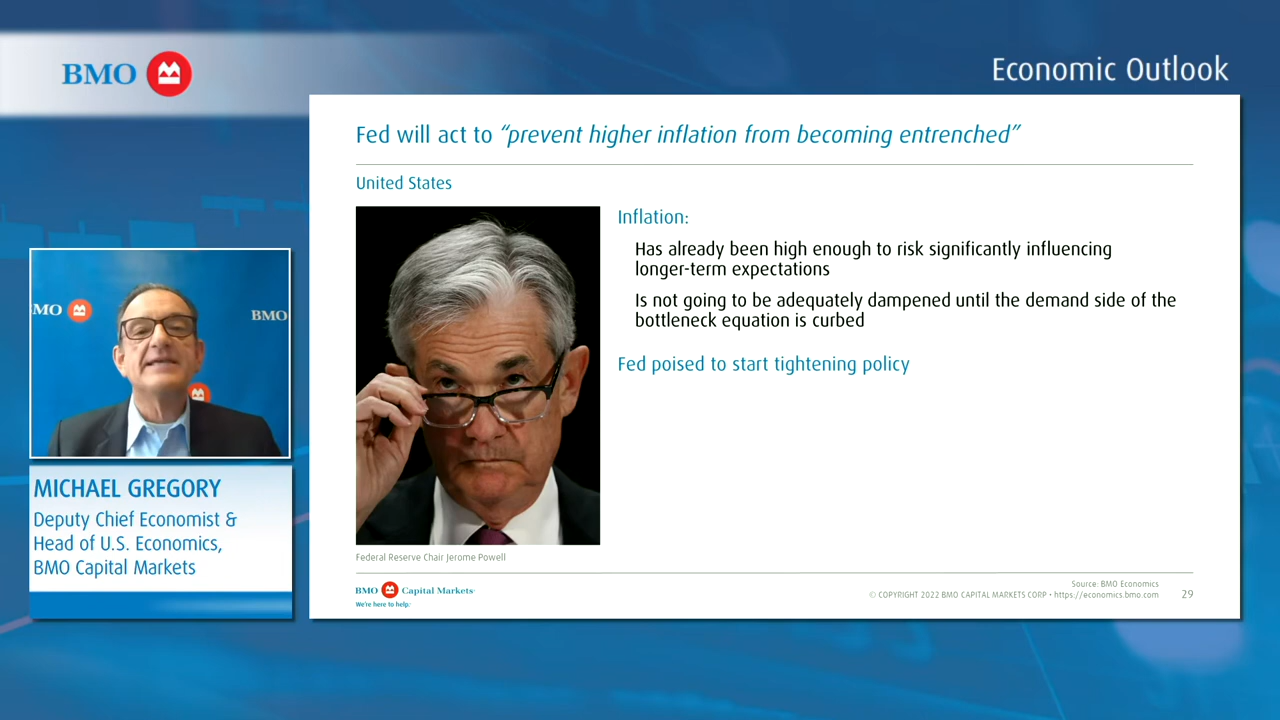 BMO
Economic Outlook
Fed will act to “prevent higher inflation from becoming entrenched”
United States
Inflation:
Has already been high enough to risk significantly influencing
longer-term expectations
Is not going to be adequately dampened until the demand side of the
bottleneck equation is curbed
Fed poised to start tightening policy
Federal Reserve Chair Jerome Powell
BMO Capital Markets
We're here to help.
Source: BMO Economics
© COPYRIGHT 2022 BMO CAPITAL MARKETS CORP • https://economics.bmo.com
29
BMO
BMO
MICHAEL GREGORY
Deputy Chief Economist &
Head of U.S. Economics,
BMO Capital Markets